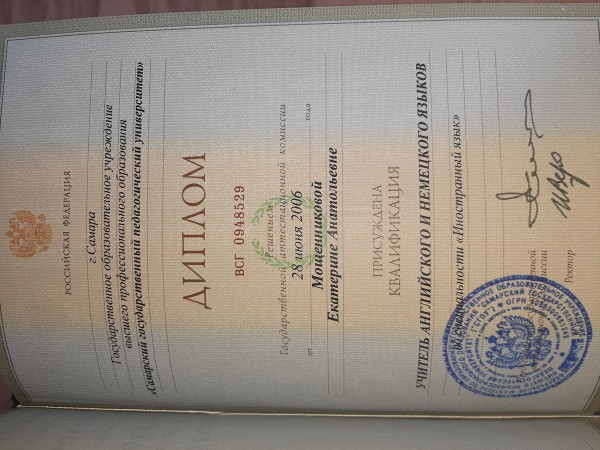 РОССИЙСКАЯ ФЕДЕРАЦИЯ
г.Самара
Государственное образовательное учреждение
высшего профессионального образования
«Самарский государственный педагогический университет»
ДИПЛОМ
ВСГ 0948529
Решением
Государственной аттестационной комиссии
от 28 июня 2006 года
Мошенниковой
Екатерине Анатольевне
ПРИСУЖДЕНА
КВАЛИФИКАЦИЯ
УЧИТЕЛЬ АНГЛИЙСКОГО И НЕМЕЦКОГО ЯЗЫКОВ
по специальности «Иностранный язык»
Ректор